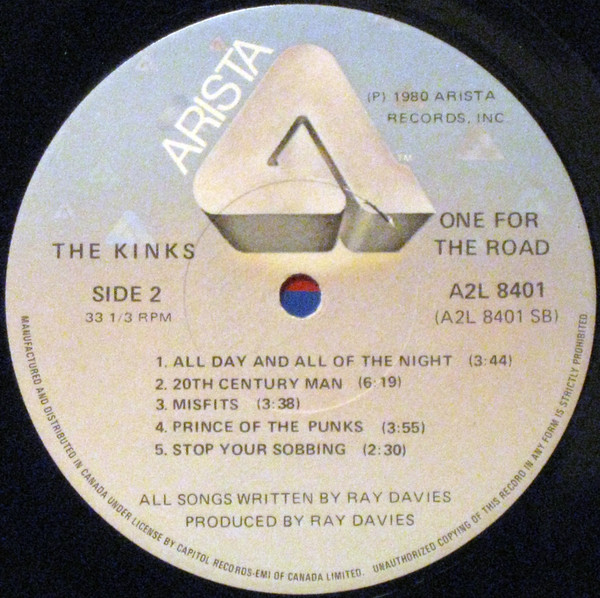 ARISTA
TM
(P) 1980 ARISTA
RECORDS, INC
THE KINKS
ONE FOR
THE ROAD
SIDE 2
33 1/3 RPM
A2L 8401
(A2L 8401 SB)
1. ALL DAY AND ALL OF THE NIGHT (3:44)
2. 20TH CENTURY MAN (6:19)
3. MISFITS (3:38)
4. PRINCE OF THE PUNKS (3:55)
5. STOP YOUR SOBBING (2:30)
ALL SONGS WRITTEN BY RAY DAVIES
PRODUCED BY RAY DAVIES
MANUFACTURED AND DISTRIBUTED IN CANADA UNDER LICENSE BY CAPITOL RECORDS-EMI OF CANADA LIMITED. UNAUTHORIZED COPYING OF THIS RECORD IN ANY FORM IS STRICTLY PROHIBITED